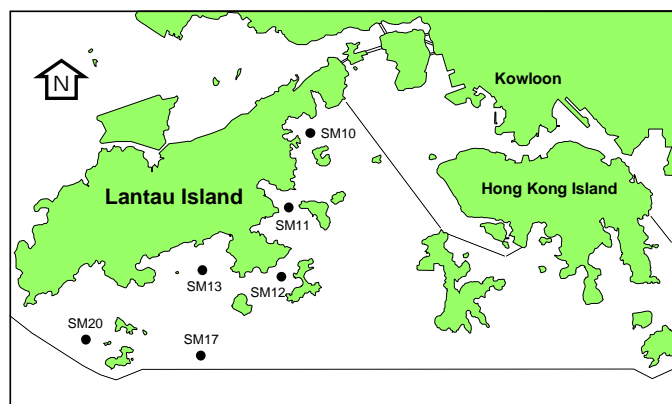 Kowloon
N
SM10
Hong Kong Island
Lantau Island
SM11
SM13
SM12
SM20
SM17